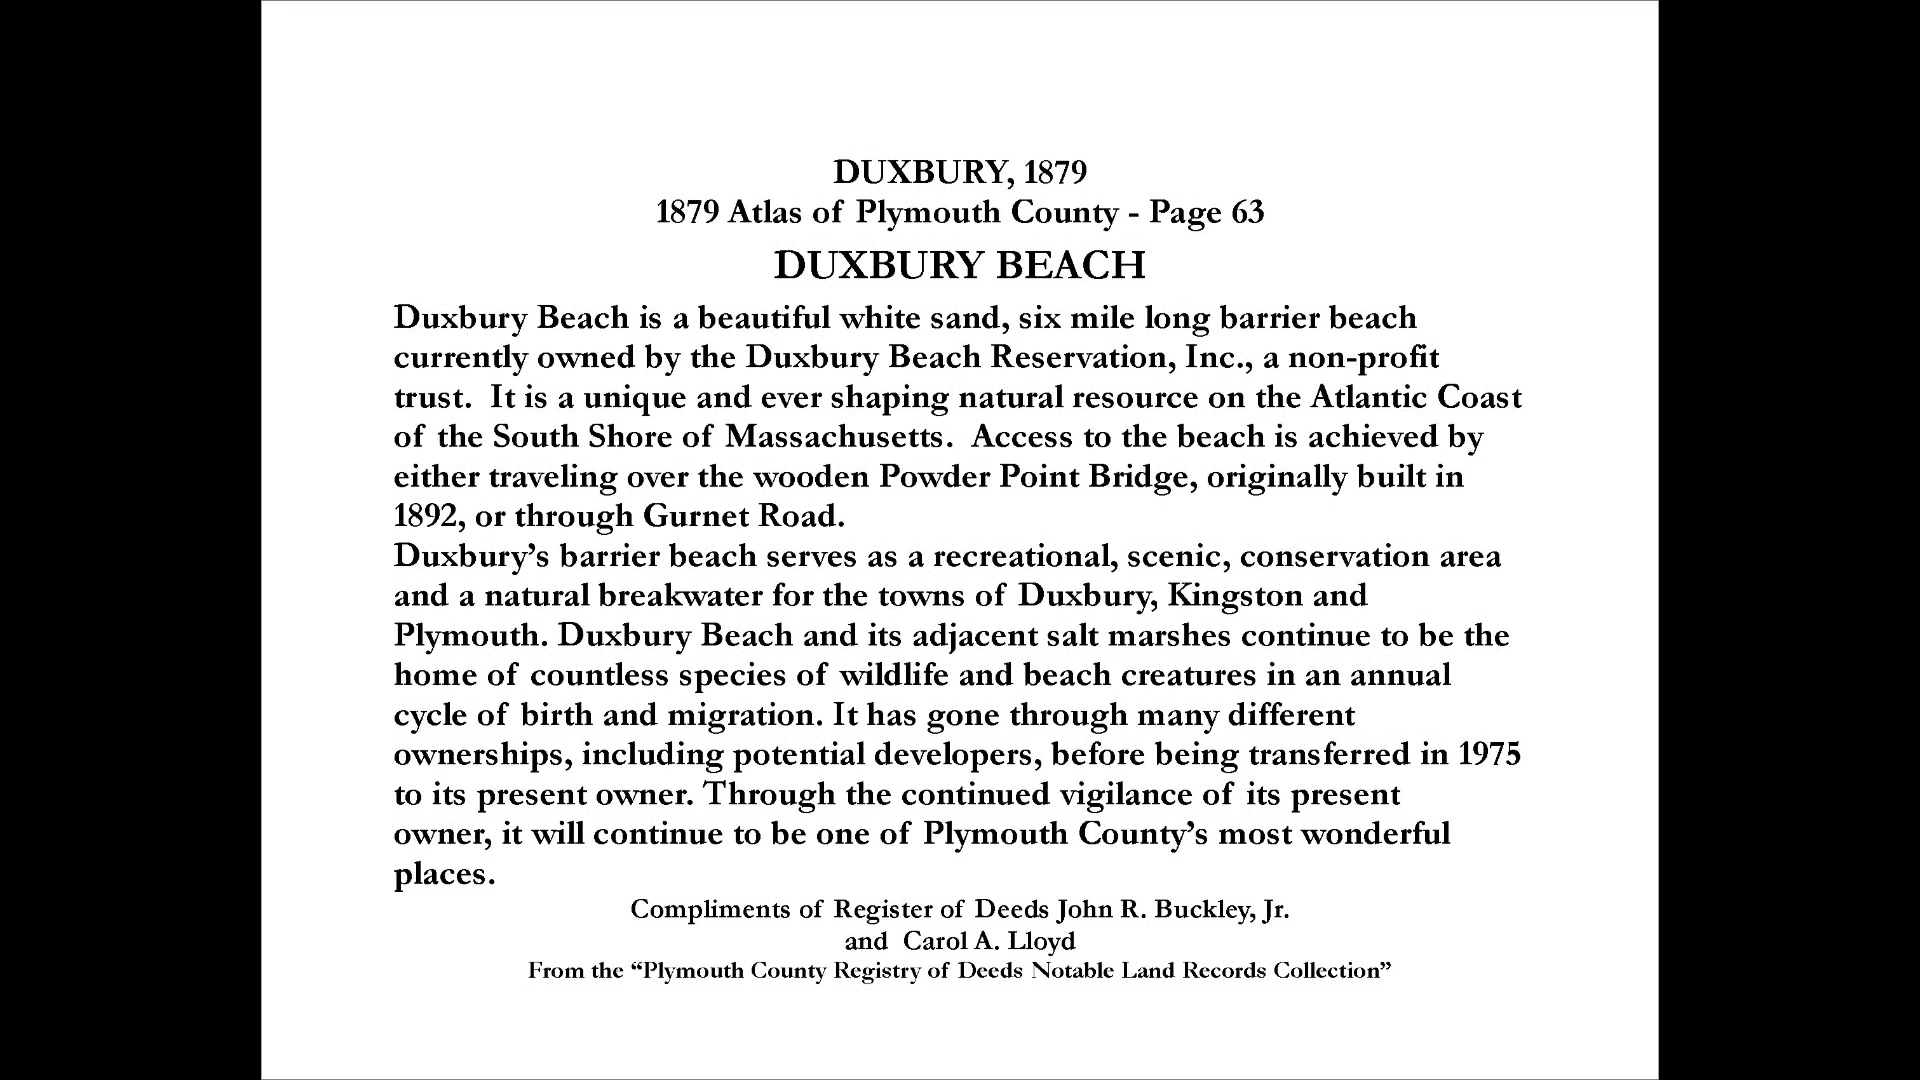 DUXBURY, 1879
1879 Atlas of Plymouth County - Page 63
DUXBURY BEACH
Duxbury Beach is a beautiful white sand, six mile long barrier beach
currently owned by the Duxbury Beach Reservation, Inc., a non-profit
trust.  It is a unique and ever shaping natural resource on the Atlantic Coast
of the South Shore of Massachusetts.  Access to the beach is achieved by
either traveling over the wooden Powder Point Bridge, originally built in
1892, or through Gurnet Road.
Duxbury’s barrier beach serves as a recreational, scenic, conservation area
and a natural breakwater for the towns of Duxbury, Kingston and
Plymouth. Duxbury Beach and its adjacent salt marshes continue to be the
home of countless species of wildlife and beach creatures in an annual
cycle of birth and migration. It has gone through many different
ownerships, including potential developers, before being transferred in 1975
to its present owner. Through the continued vigilance of its present
owner, it will continue to be one of Plymouth County’s most wonderful
places.
Compliments of Register of Deeds John R. Buckley, Jr.
and  Carol A. Lloyd
From the “Plymouth County Registry of Deeds Notable Land Records Collection”